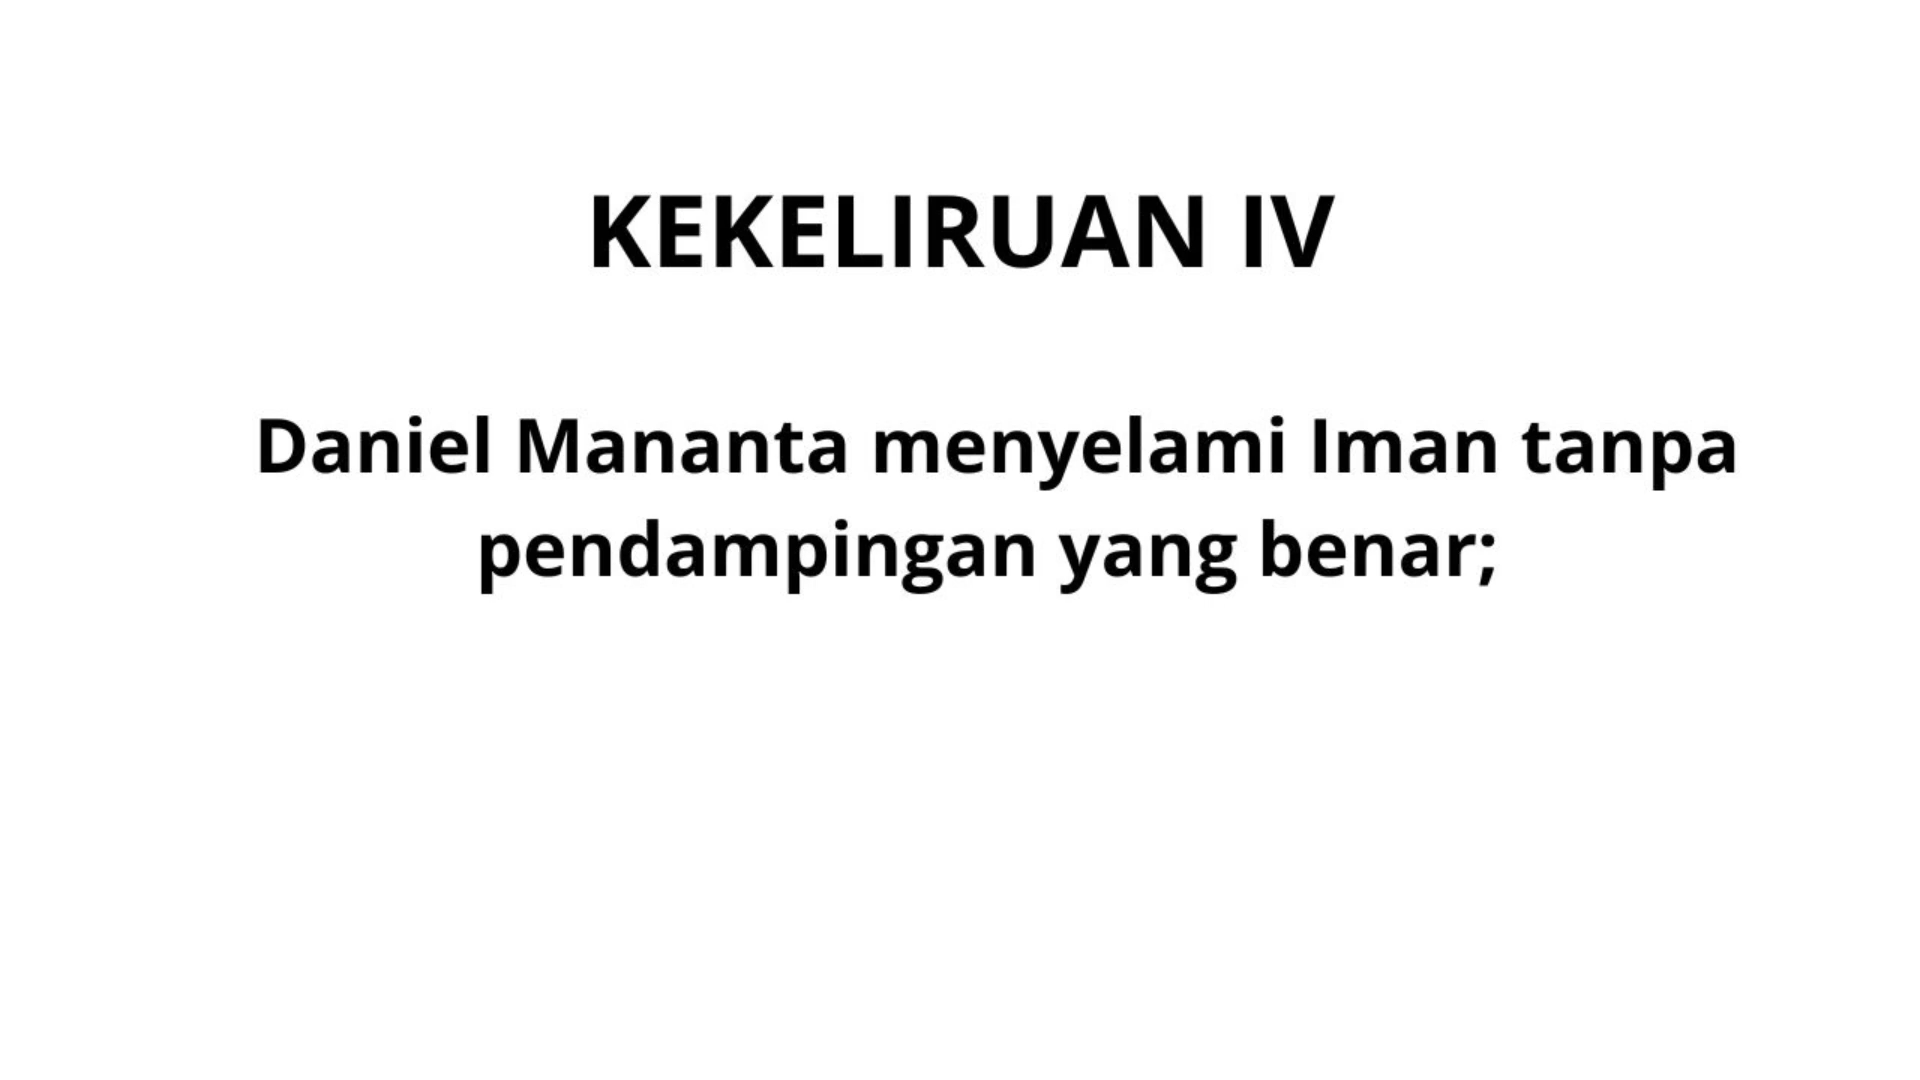 KEKELIRUAN IV
Daniel Mananta menyelami Iman tanpa
pendampingan yang benar;